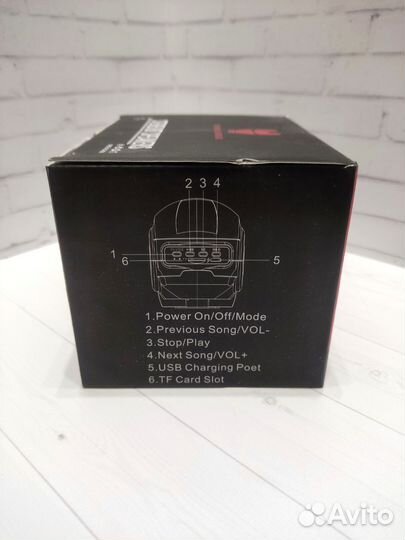 2 3 4
1
6
5
1.Power On/Off/Mode
2.Previous Song/VOL-
3.Stop/Play
4.Next Song/VOL+
5.USB Charging Poet
6.TF Card Slot
Avito